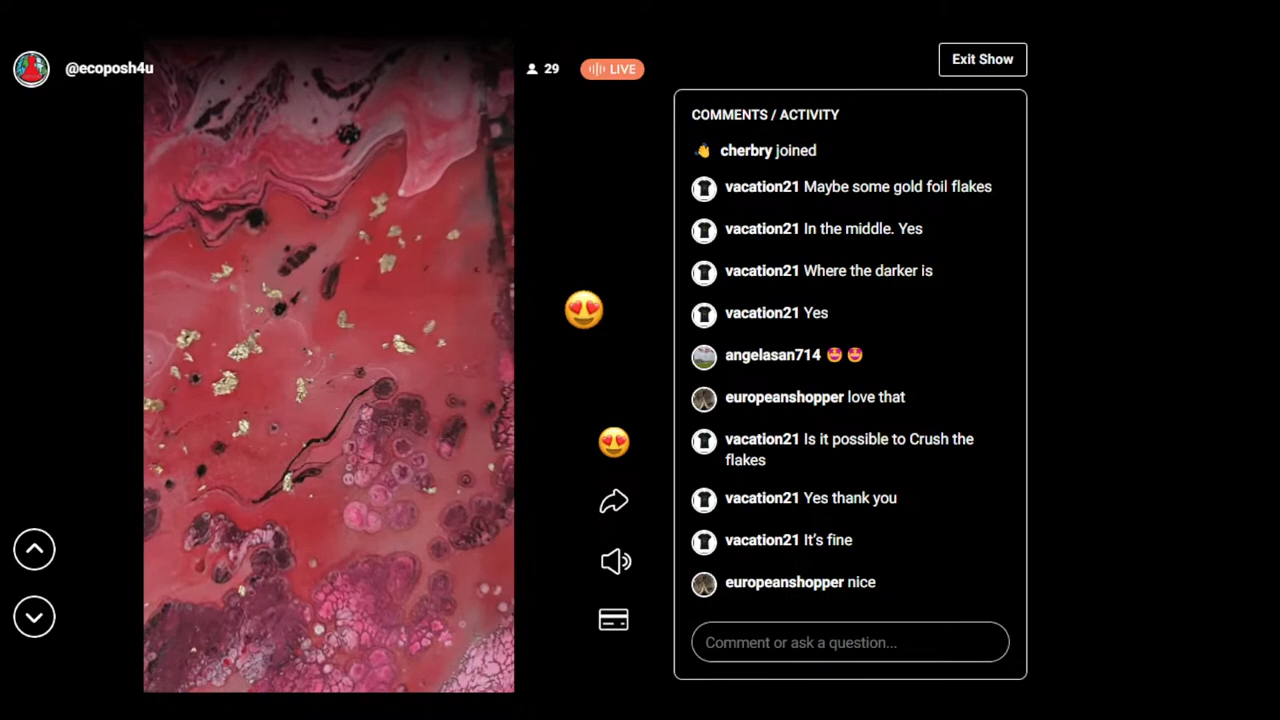 @ecoposh4u
29
LIVE
Exit Show
COMMENTS / ACTIVITY
👋 cherbry joined
vacation21 Maybe some gold foil flakes
vacation21 In the middle. Yes
vacation21 Where the darker is
vacation21 Yes
angelasan714 🤩 🤩
europeanshopper love that
vacation21 Is it possible to Crush the
flakes
vacation21 Yes thank you
vacation21 It's fine
europeanshopper nice
Comment or ask a question...